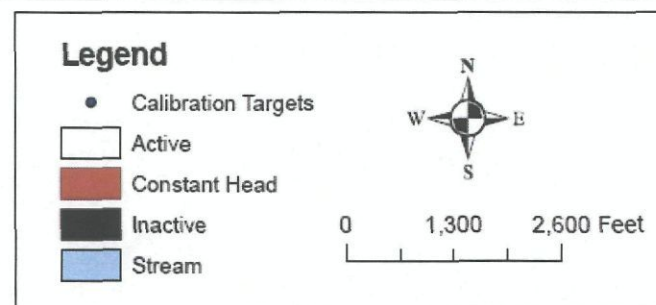 Legend
Calibration Targets
Active
Constant Head
Inactive
Stream
N
W E
S
0 1,300 2,600 Feet